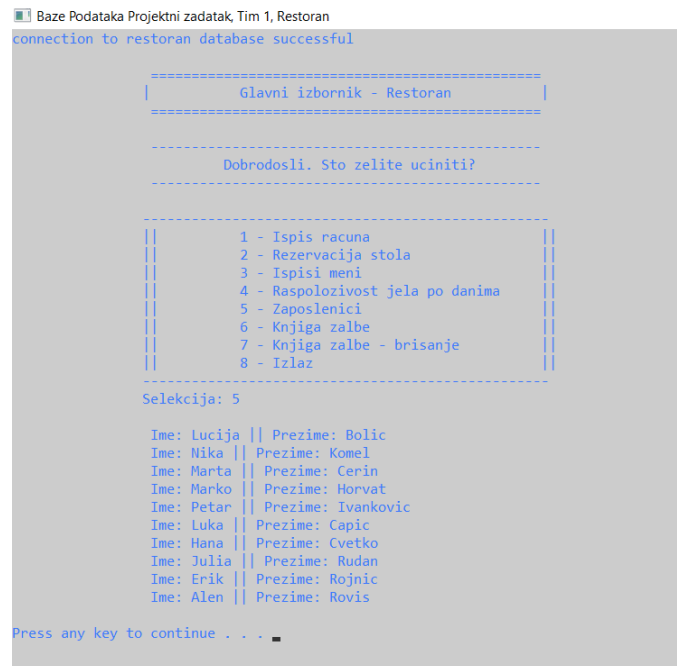 Baze Podataka Projektni zadatak, Tim 1, Restoran
connection to restoran database successful
================================================
| Glavni izbornik - Restoran |
================================================
------------------------------------------------
Dobrodosli. Sto zelite uciniti?
------------------------------------------------
--------------------------------------------------
|| 1 - Ispis racuna ||
|| 2 - Rezervacija stola ||
|| 3 - Ispisi meni ||
|| 4 - Raspolozivost jela po danima ||
|| 5 - Zaposlenici ||
|| 6 - Knjiga zalbe ||
|| 7 - Knjiga zalbe - brisanje ||
|| 8 - Izlaz ||
--------------------------------------------------
Selekcija: 5
Ime: Lucija || Prezime: Bolic
Ime: Nika || Prezime: Komel
Ime: Marta || Prezime: Cerin
Ime: Marko || Prezime: Horvat
Ime: Petar || Prezime: Ivankovic
Ime: Luka || Prezime: Capic
Ime: Hana || Prezime: Cvetko
Ime: Julia || Prezime: Rudan
Ime: Erik || Prezime: Rojnic
Ime: Alen || Prezime: Rovis
Press any key to continue . . .